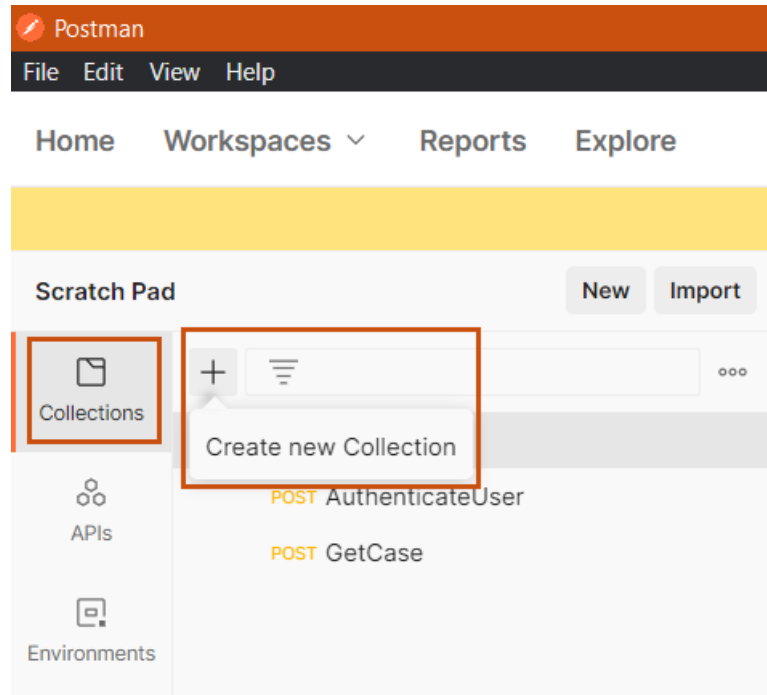 Postman
File Edit View Help
Home Workspaces Reports Explore
Scratch Pad New Import
Collections
Create new Collection
POST AuthenticateUser
APIs
POST GetCase
Environments